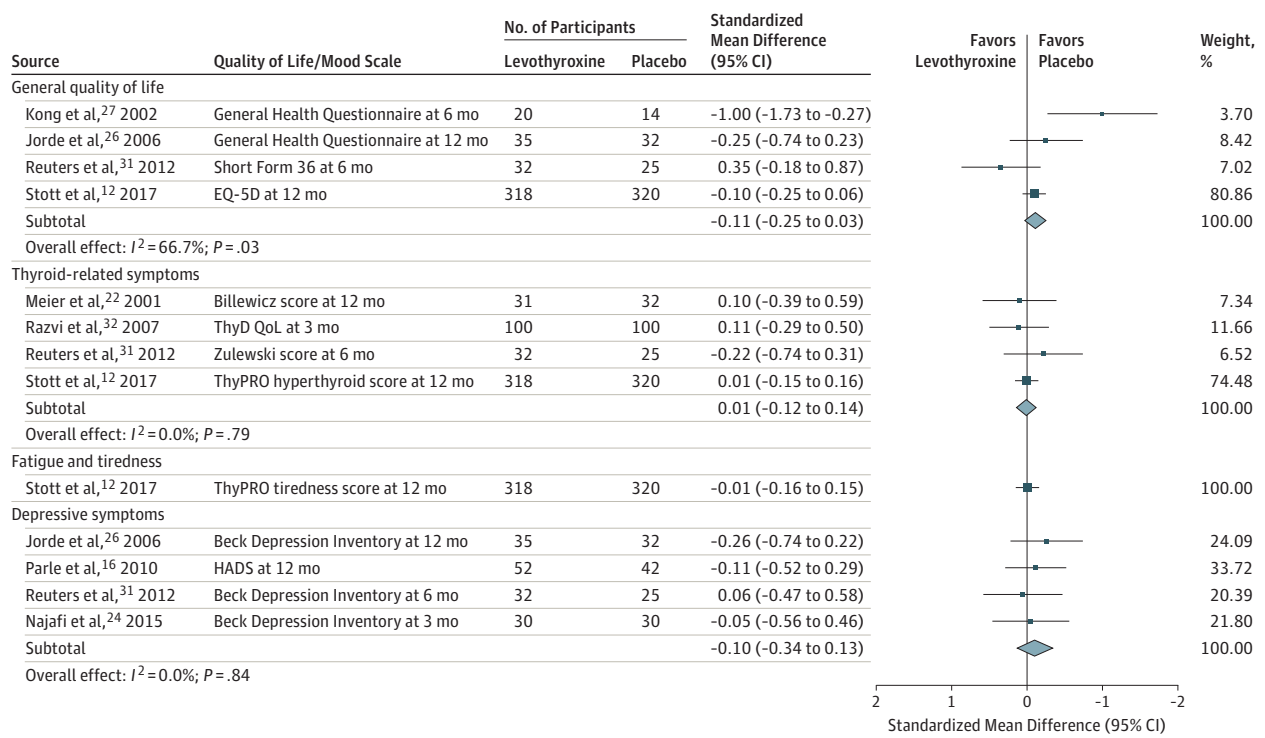 Source Quality of Life/Mood Scale No. of Participants Levothyroxine Placebo Standardized Mean Difference (95% CI) Favors Levothyroxine Favors Placebo Weight, %
General quality of life
Kong et al,27 2002 General Health Questionnaire at 6 mo 20 14 -1.00 (-1.73 to -0.27) 3.70
Jorde et al,26 2006 General Health Questionnaire at 12 mo 35 32 -0.25 (-0.74 to 0.23) 8.42
Reuters et al,31 2012 Short Form 36 at 6 mo 32 25 0.35 (-0.18 to 0.87) 7.02
Stott et al,12 2017 EQ-5D at 12 mo 318 320 -0.10 (-0.25 to 0.06) 80.86
Subtotal -0.11 (-0.25 to 0.03) 100.00
Overall effect: I2=66.7%; P=.03
Thyroid-related symptoms
Meier et al,22 2001 Billewicz score at 12 mo 31 32 0.10 (-0.39 to 0.59) 7.34
Razvi et al,32 2007 ThyD QoL at 3 mo 100 100 0.11 (-0.29 to 0.50) 11.66
Reuters et al,31 2012 Zulewski score at 6 mo 32 25 -0.22 (-0.74 to 0.31) 6.52
Stott et al,12 2017 ThyPRO hyperthyroid score at 12 mo 318 320 0.01 (-0.15 to 0.16) 74.48
Subtotal 0.01 (-0.12 to 0.14) 100.00
Overall effect: I2=0.0%; P=.79
Fatigue and tiredness
Stott et al,12 2017 ThyPRO tiredness score at 12 mo 318 320 -0.01 (-0.16 to 0.15) 100.00
Depressive symptoms
Jorde et al,26 2006 Beck Depression Inventory at 12 mo 35 32 -0.26 (-0.74 to 0.22) 24.09
Parle et al,16 2010 HADS at 12 mo 52 42 -0.11 (-0.52 to 0.29) 33.72
Reuters et al,31 2012 Beck Depression Inventory at 6 mo 32 25 0.06 (-0.47 to 0.58) 20.39
Najafi et al,24 2015 Beck Depression Inventory at 3 mo 30 30 -0.05 (-0.56 to 0.46) 21.80
Subtotal -0.10 (-0.34 to 0.13) 100.00
Overall effect: I2=0.0%; P=.84
2 1 0 -1 -2
Standardized Mean Difference (95% CI)